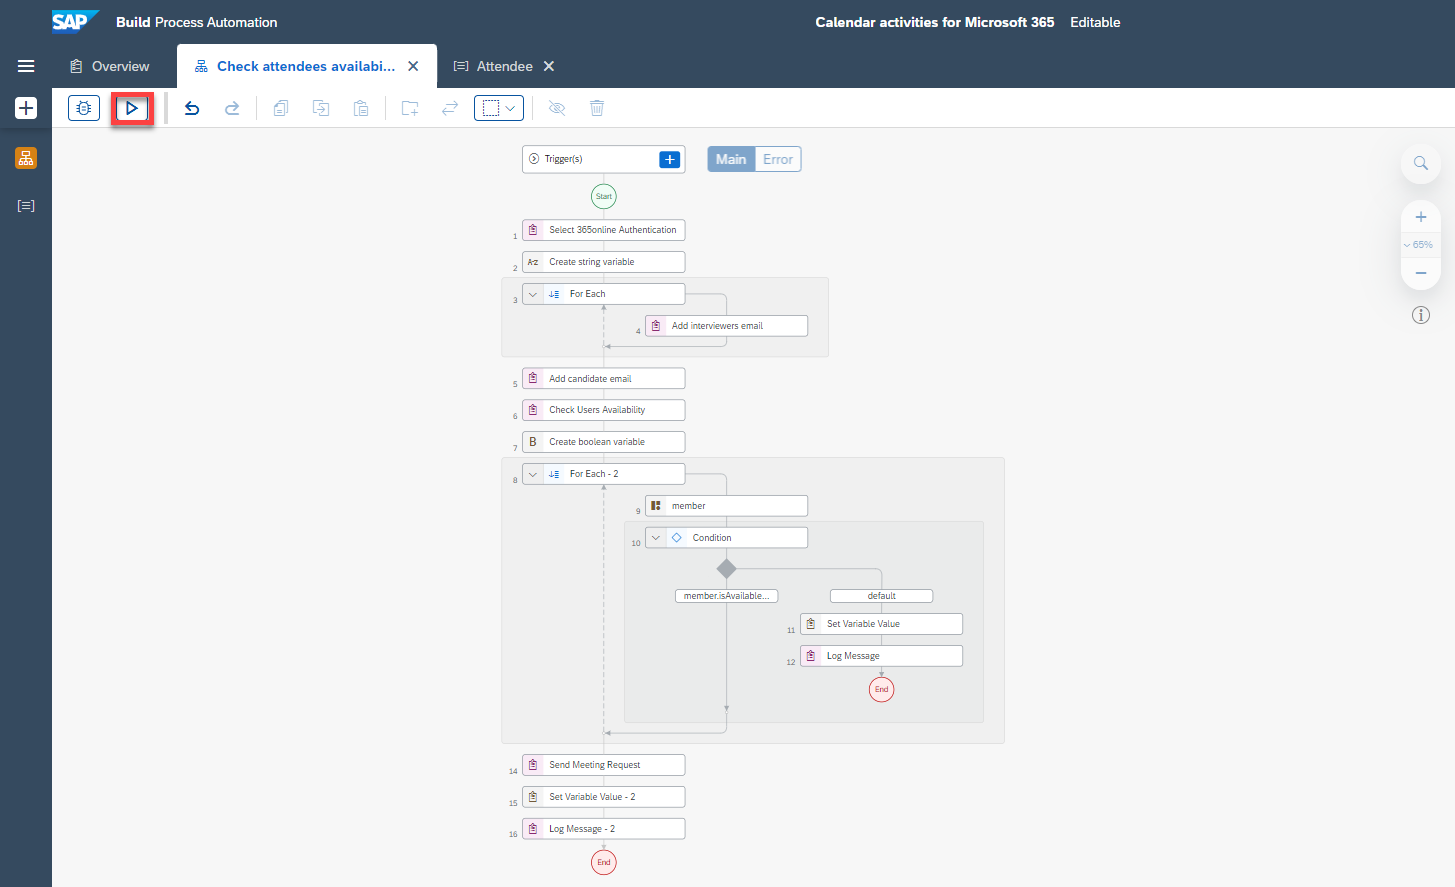 SAP Build Process Automation
Calendar activities for Microsoft 365 Editable
Overview
Check attendees availabi...
Attendee
Trigger(s)
Main Error
Start
1 Select 365online Authentication
2 A-Z Create string variable
3 For Each
4 Add interviewers email
5 Add candidate email
6 Check Users Availability
7 B Create boolean variable
8 For Each - 2
9 member
10 Condition
member.isAvailable... default
11 Set Variable Value
12 Log Message
End
14 Send Meeting Request
15 Set Variable Value - 2
16 Log Message - 2
End
65%